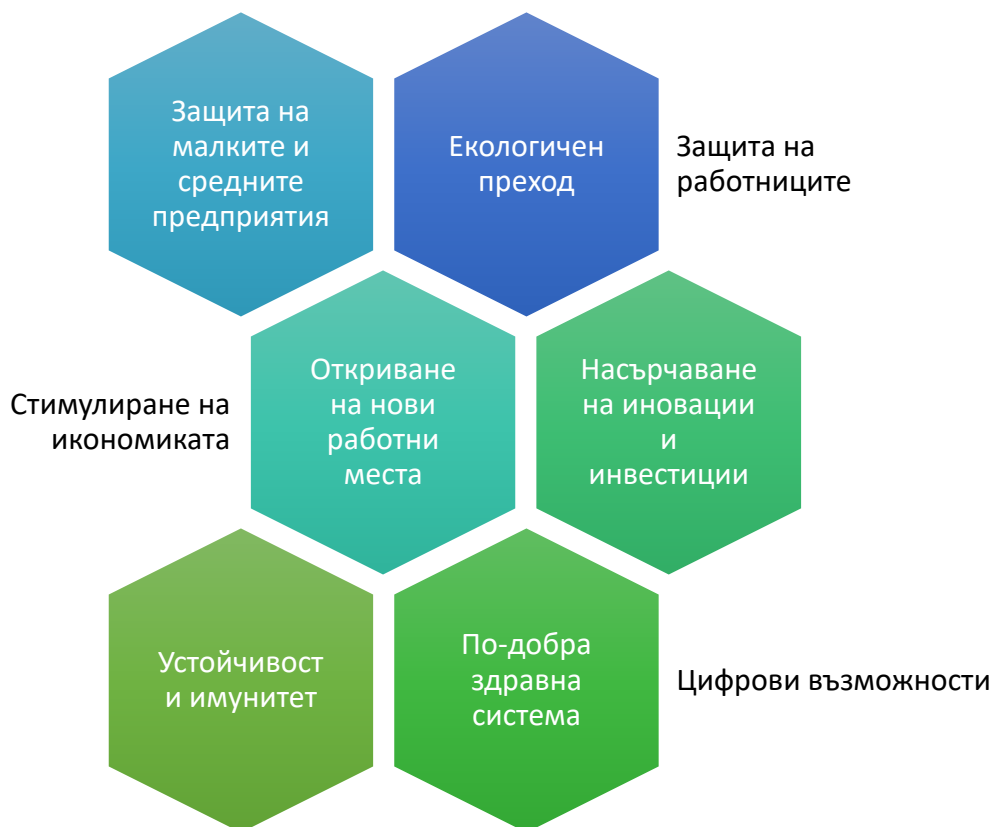 Защита на
малките и
средните
предприятия
Екологичен
преход
Защита на
работниците
Стимулиране на
икономиката
Откриване
на нови
работни
места
Насърчаване
на иновации
и
инвестиции
Устойчивост
и имунитет
По-добра
здравна
система
Цифрови възможности